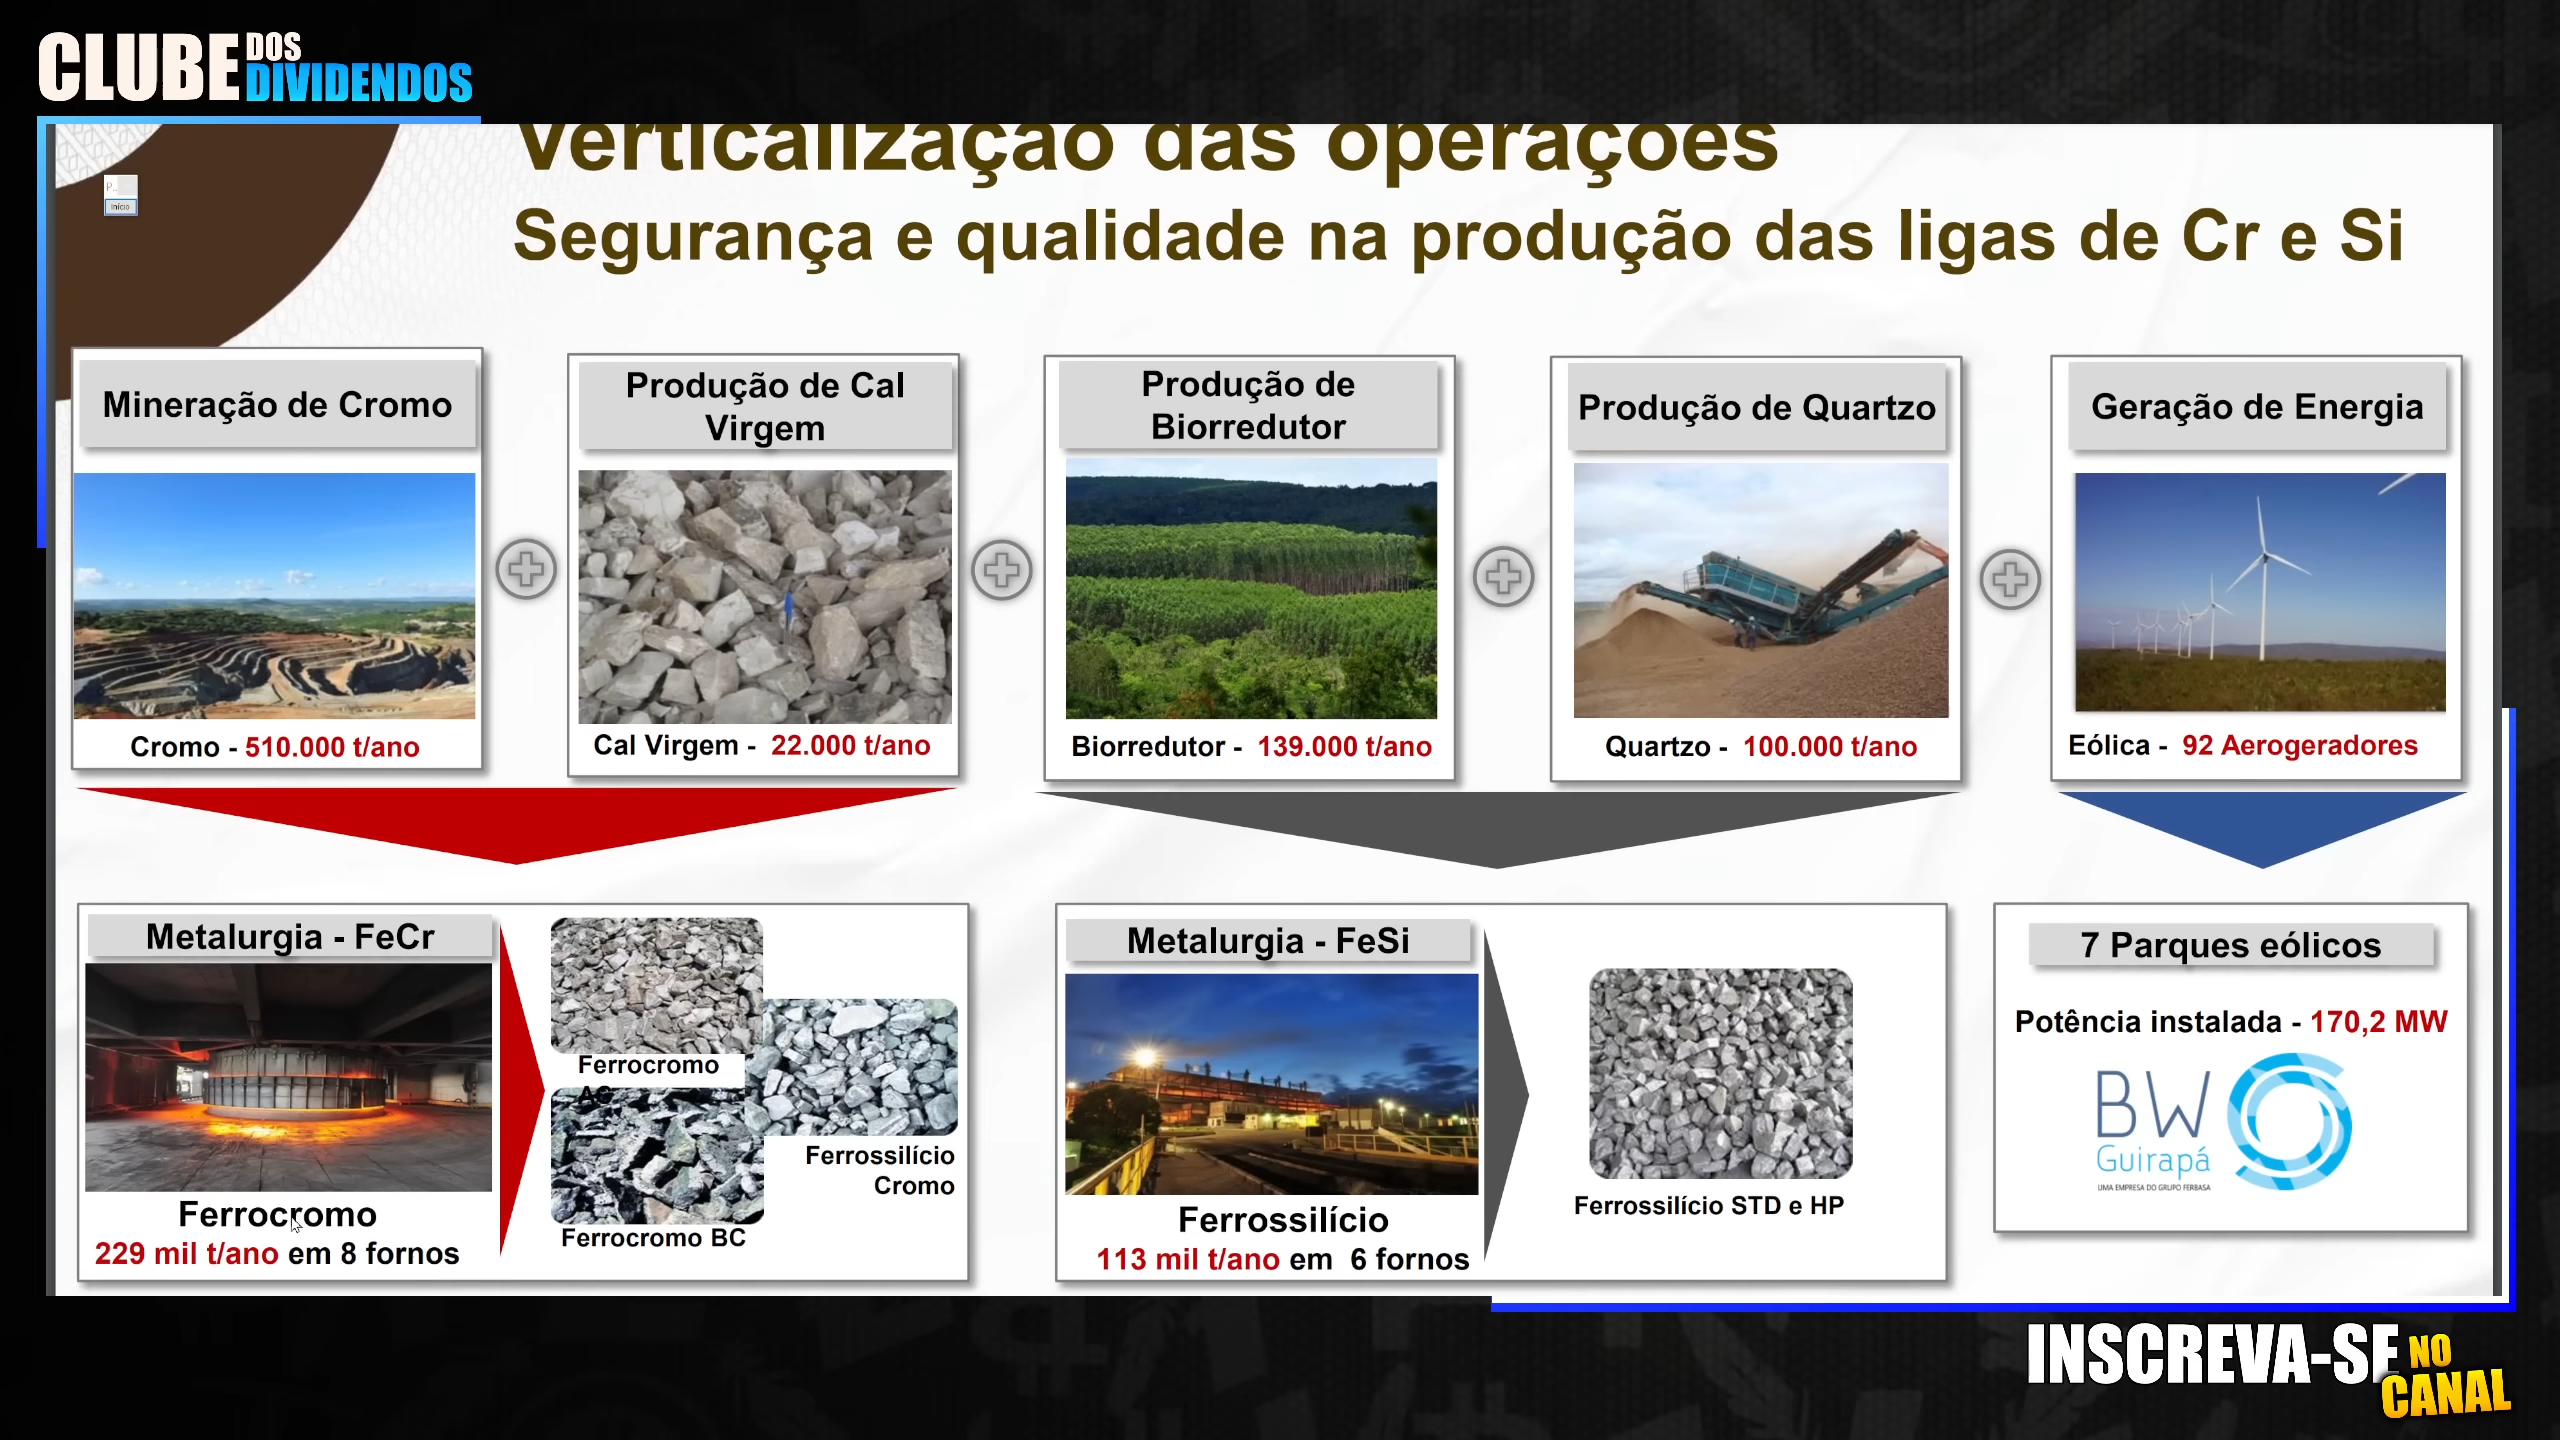 CLUBE DOS
DIVIDENDOS
Verticalização das operações
Segurança e qualidade na produção das ligas de Cr e Si
P..
Início
Mineração de Cromo
Cromo - 510.000 t/ano
Produção de Cal
Virgem
Cal Virgem - 22.000 t/ano
Produção de
Biorredutor
Biorredutor - 139.000 t/ano
Produção de Quartzo
Quartzo - 100.000 t/ano
Geração de Energia
Eólica - 92 Aerogeradores
Metalurgia - FeCr
Ferrocromo
229 mil t/ano em 8 fornos
Ferrocromo
AC
Ferrossilício
Cromo
Ferrocromo BC
Metalurgia - FeSi
Ferrossilício
113 mil t/ano em 6 fornos
Ferrossilício STD e HP
7 Parques eólicos
Potência instalada - 170,2 MW
BW
Guirapá
UMA EMPRESA DO GRUPO FERBASA
INSCREVA-SE NO
CANAL